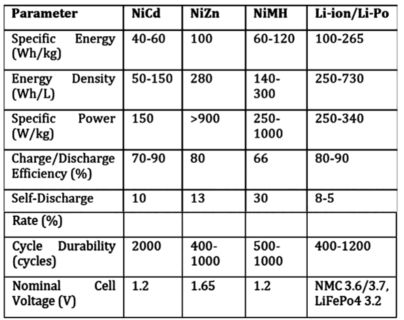 Parameter NiCd NiZn NiMH Li-ion/Li-Po
Specific Energy 40-60 100 60-120 100-265
(Wh/kg)
Energy Density 50-150 280 140- 250-730
(Wh/L) 300
Specific Power 150 >900 250- 250-340
(W/kg) 1000
Charge/Discharge 70-90 80 66 80-90
Efficiency (%)
Self-Discharge 10 13 30 8-5
Rate (%)
Cycle Durability 2000 400- 500- 400-1200
(cycles) 1000 1000
Nominal Cell 1.2 1.65 1.2 NMC 3.6/3.7,
Voltage (V) LiFePo4 3.2